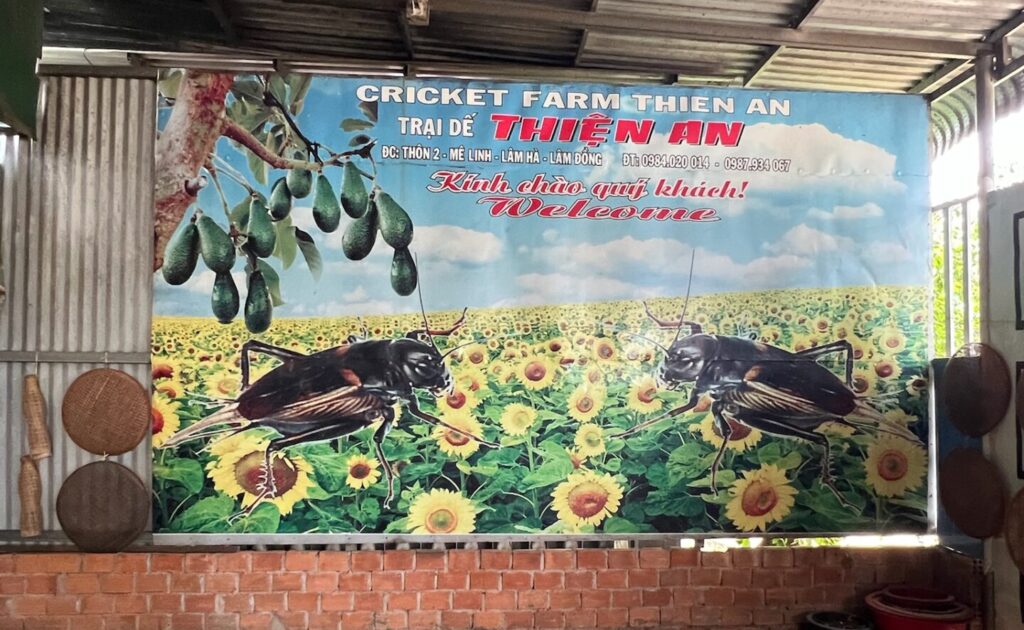 CRICKET FARM THIEN AN
TRẠI DẾ THIỆN AN
ĐC: THÔN 2 - MÊ LINH - LÂM HÀ - LÂM ĐỒNG ĐT: 0984.020 014 - 0987.934 067
Kính chào quý khách!
Welcome